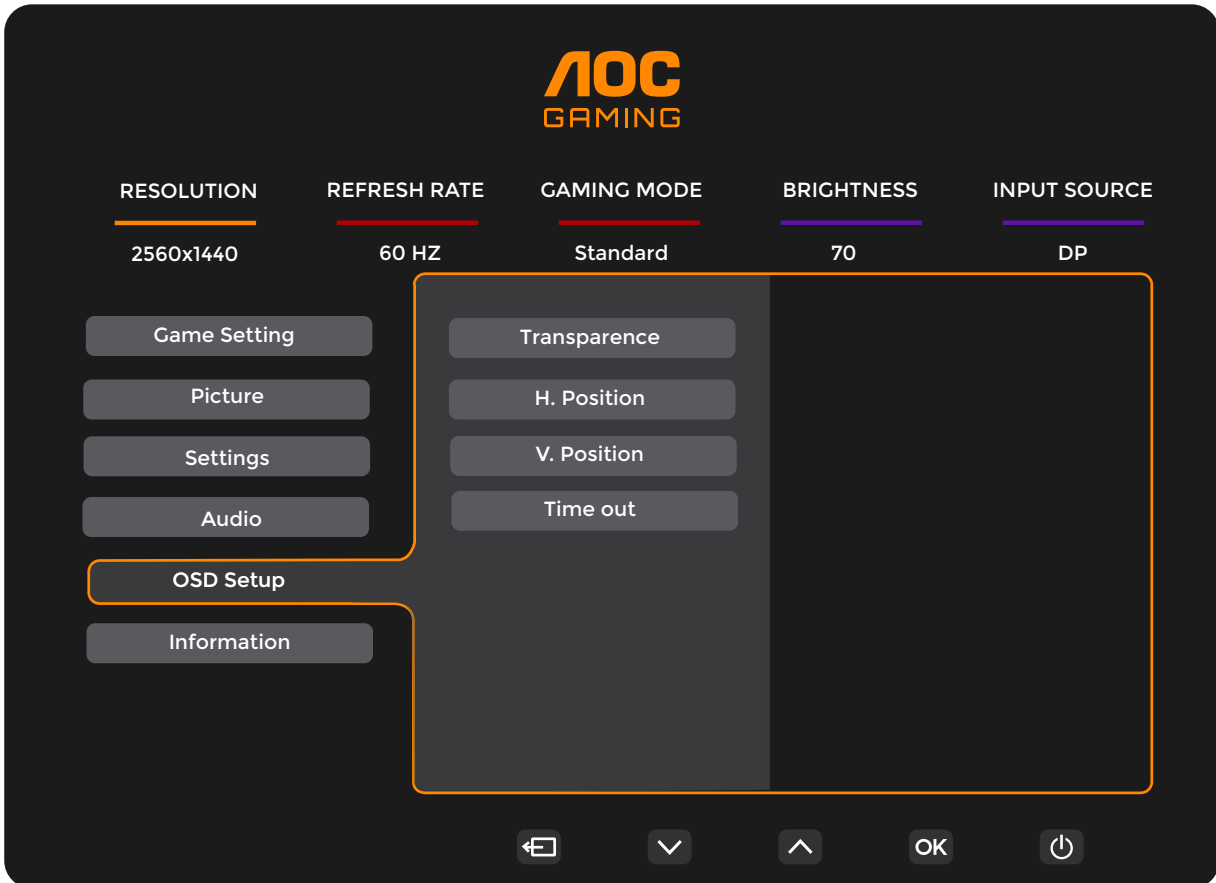 AOC
GAMING
RESOLUTION REFRESH RATE GAMING MODE BRIGHTNESS INPUT SOURCE
2560x1440 60 HZ Standard 70 DP
Game Setting Transparence
Picture H. Position
Settings V. Position
Audio Time out
OSD Setup
Information
OK